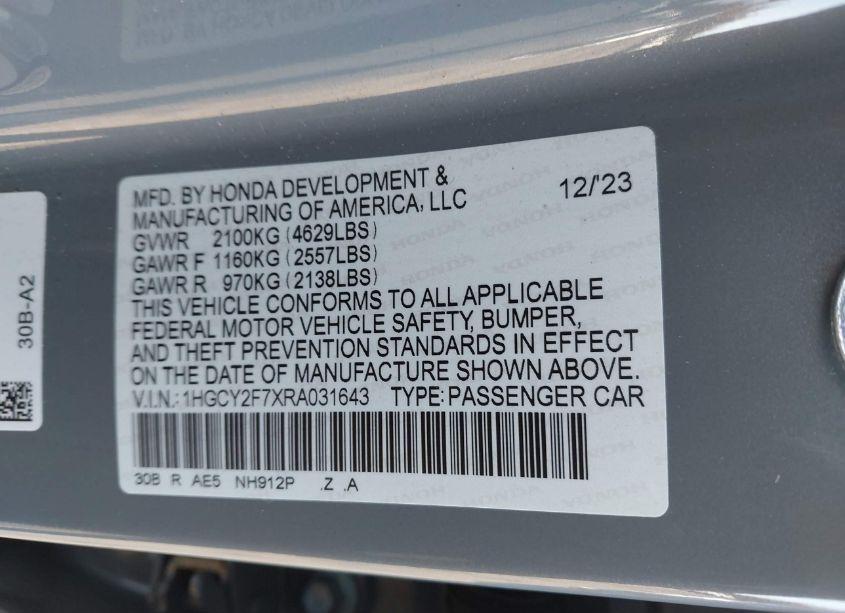 MFD. BY HONDA DEVELOPMENT &
MANUFACTURING OF AMERICA, LLC 12/'23
GVWR 2100KG (4629LBS)
GAWR F 1160KG (2557LBS)
GAWR R 970KG (2138LBS)
THIS VEHICLE CONFORMS TO ALL APPLICABLE
FEDERAL MOTOR VEHICLE SAFETY, BUMPER,
AND THEFT PREVENTION STANDARDS IN EFFECT
ON THE DATE OF MANUFACTURE SHOWN ABOVE.
V.I.N.: 1HGCY2F7XRA031643 TYPE: PASSENGER CAR
30B R AE5 NH912P .Z .A
30B-A2